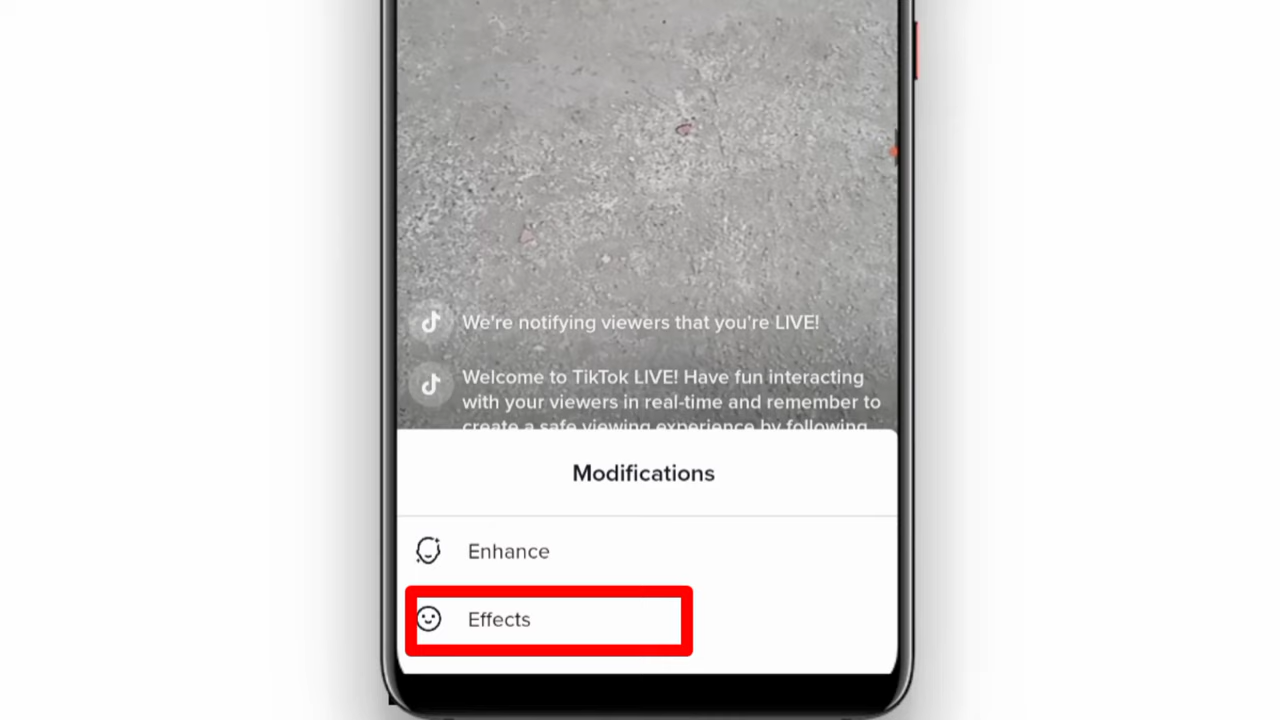 We're notifying viewers that you're LIVE!
Welcome to TikTok LIVE! Have fun interacting
with your viewers in real-time and remember to
create a safe viewing experience by following
Modifications
Enhance
Effects